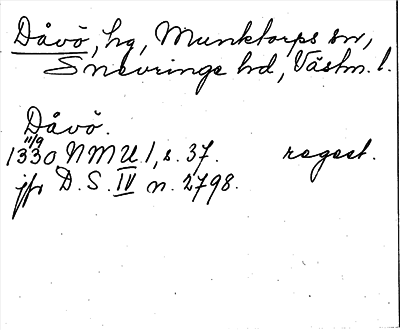 Dåvö, hg, Munktorps sn,
Snevringe hd, Västm. l.
Dåvö.
11/9
1330 NMU 1, s. 37. regest.
jfr D.S. IV n. 2798.